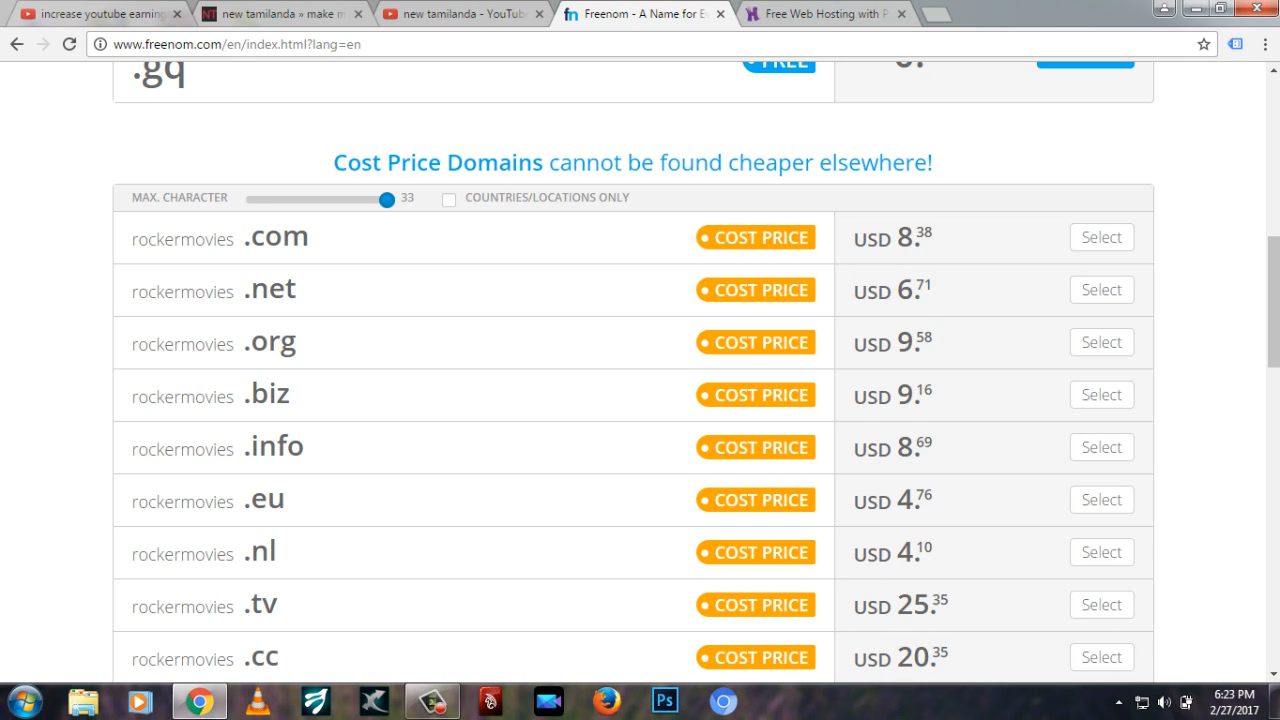 increase youtube earning
new tamilanda » make m
new tamilanda - YouTube
Freenom - A Name for Ev
Free Web Hosting with P
www.freenom.com/en/index.html?lang=en
.gq FREE
Cost Price Domains cannot be found cheaper elsewhere!
MAX. CHARACTER 33 COUNTRIES/LOCATIONS ONLY
rockermovies .com COST PRICE USD 8.38 Select
rockermovies .net COST PRICE USD 6.71 Select
rockermovies .org COST PRICE USD 9.58 Select
rockermovies .biz COST PRICE USD 9.16 Select
rockermovies .info COST PRICE USD 8.69 Select
rockermovies .eu COST PRICE USD 4.76 Select
rockermovies .nl COST PRICE USD 4.10 Select
rockermovies .tv COST PRICE USD 25.35 Select
rockermovies .cc COST PRICE USD 20.35 Select
Ps
6:23 PM
2/27/2017